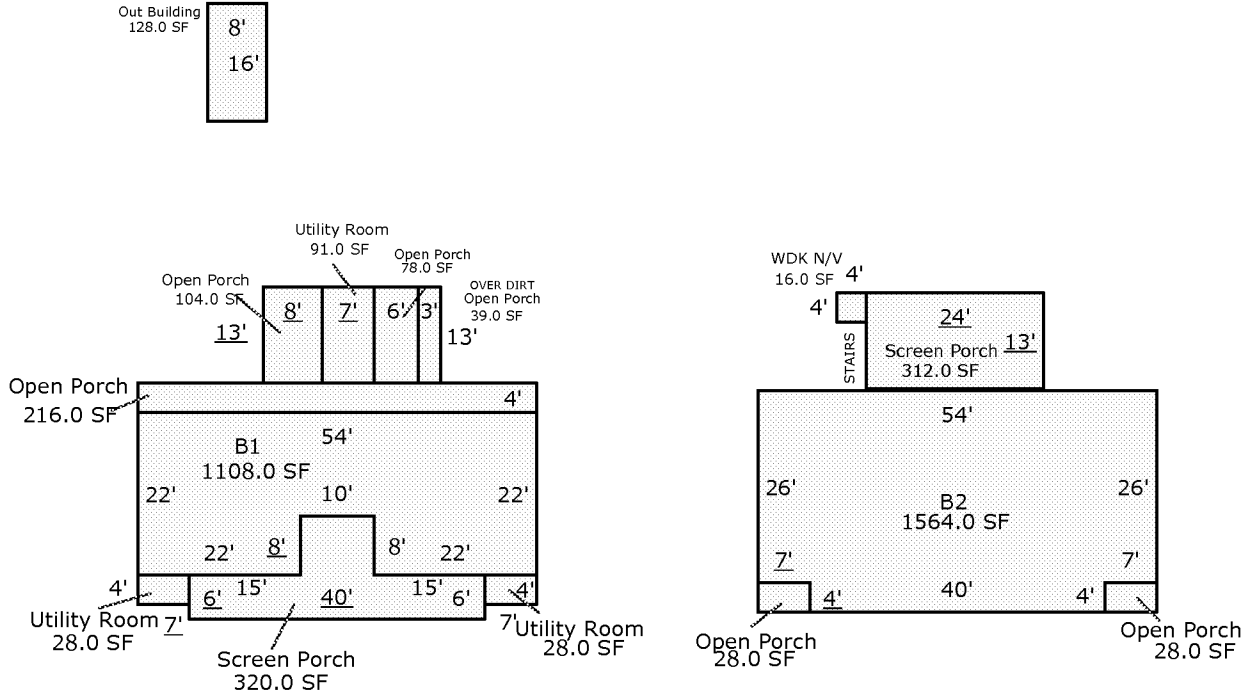 Out Building
128.0 SF
8'
16'
Utility Room
91.0 SF
Open Porch
78.0 SF
Open Porch
104.0 SF
OVER DIRT
Open Porch
39.0 SF
8'
7'
6'
3'
13'
13'
Open Porch
216.0 SF
4'
54'
B1
1108.0 SF
22'
10'
22'
22'
8'
8'
22'
4'
15'
15'
4'
6'
40'
6'
Utility Room
28.0 SF
7'
7'
Utility Room
28.0 SF
Screen Porch
320.0 SF
WDK N/V
16.0 SF
4'
4'
STAIRS
24'
13'
Screen Porch
312.0 SF
54'
26'
26'
B2
1564.0 SF
7'
7'
4'
40'
4'
Open Porch
28.0 SF
Open Porch
28.0 SF